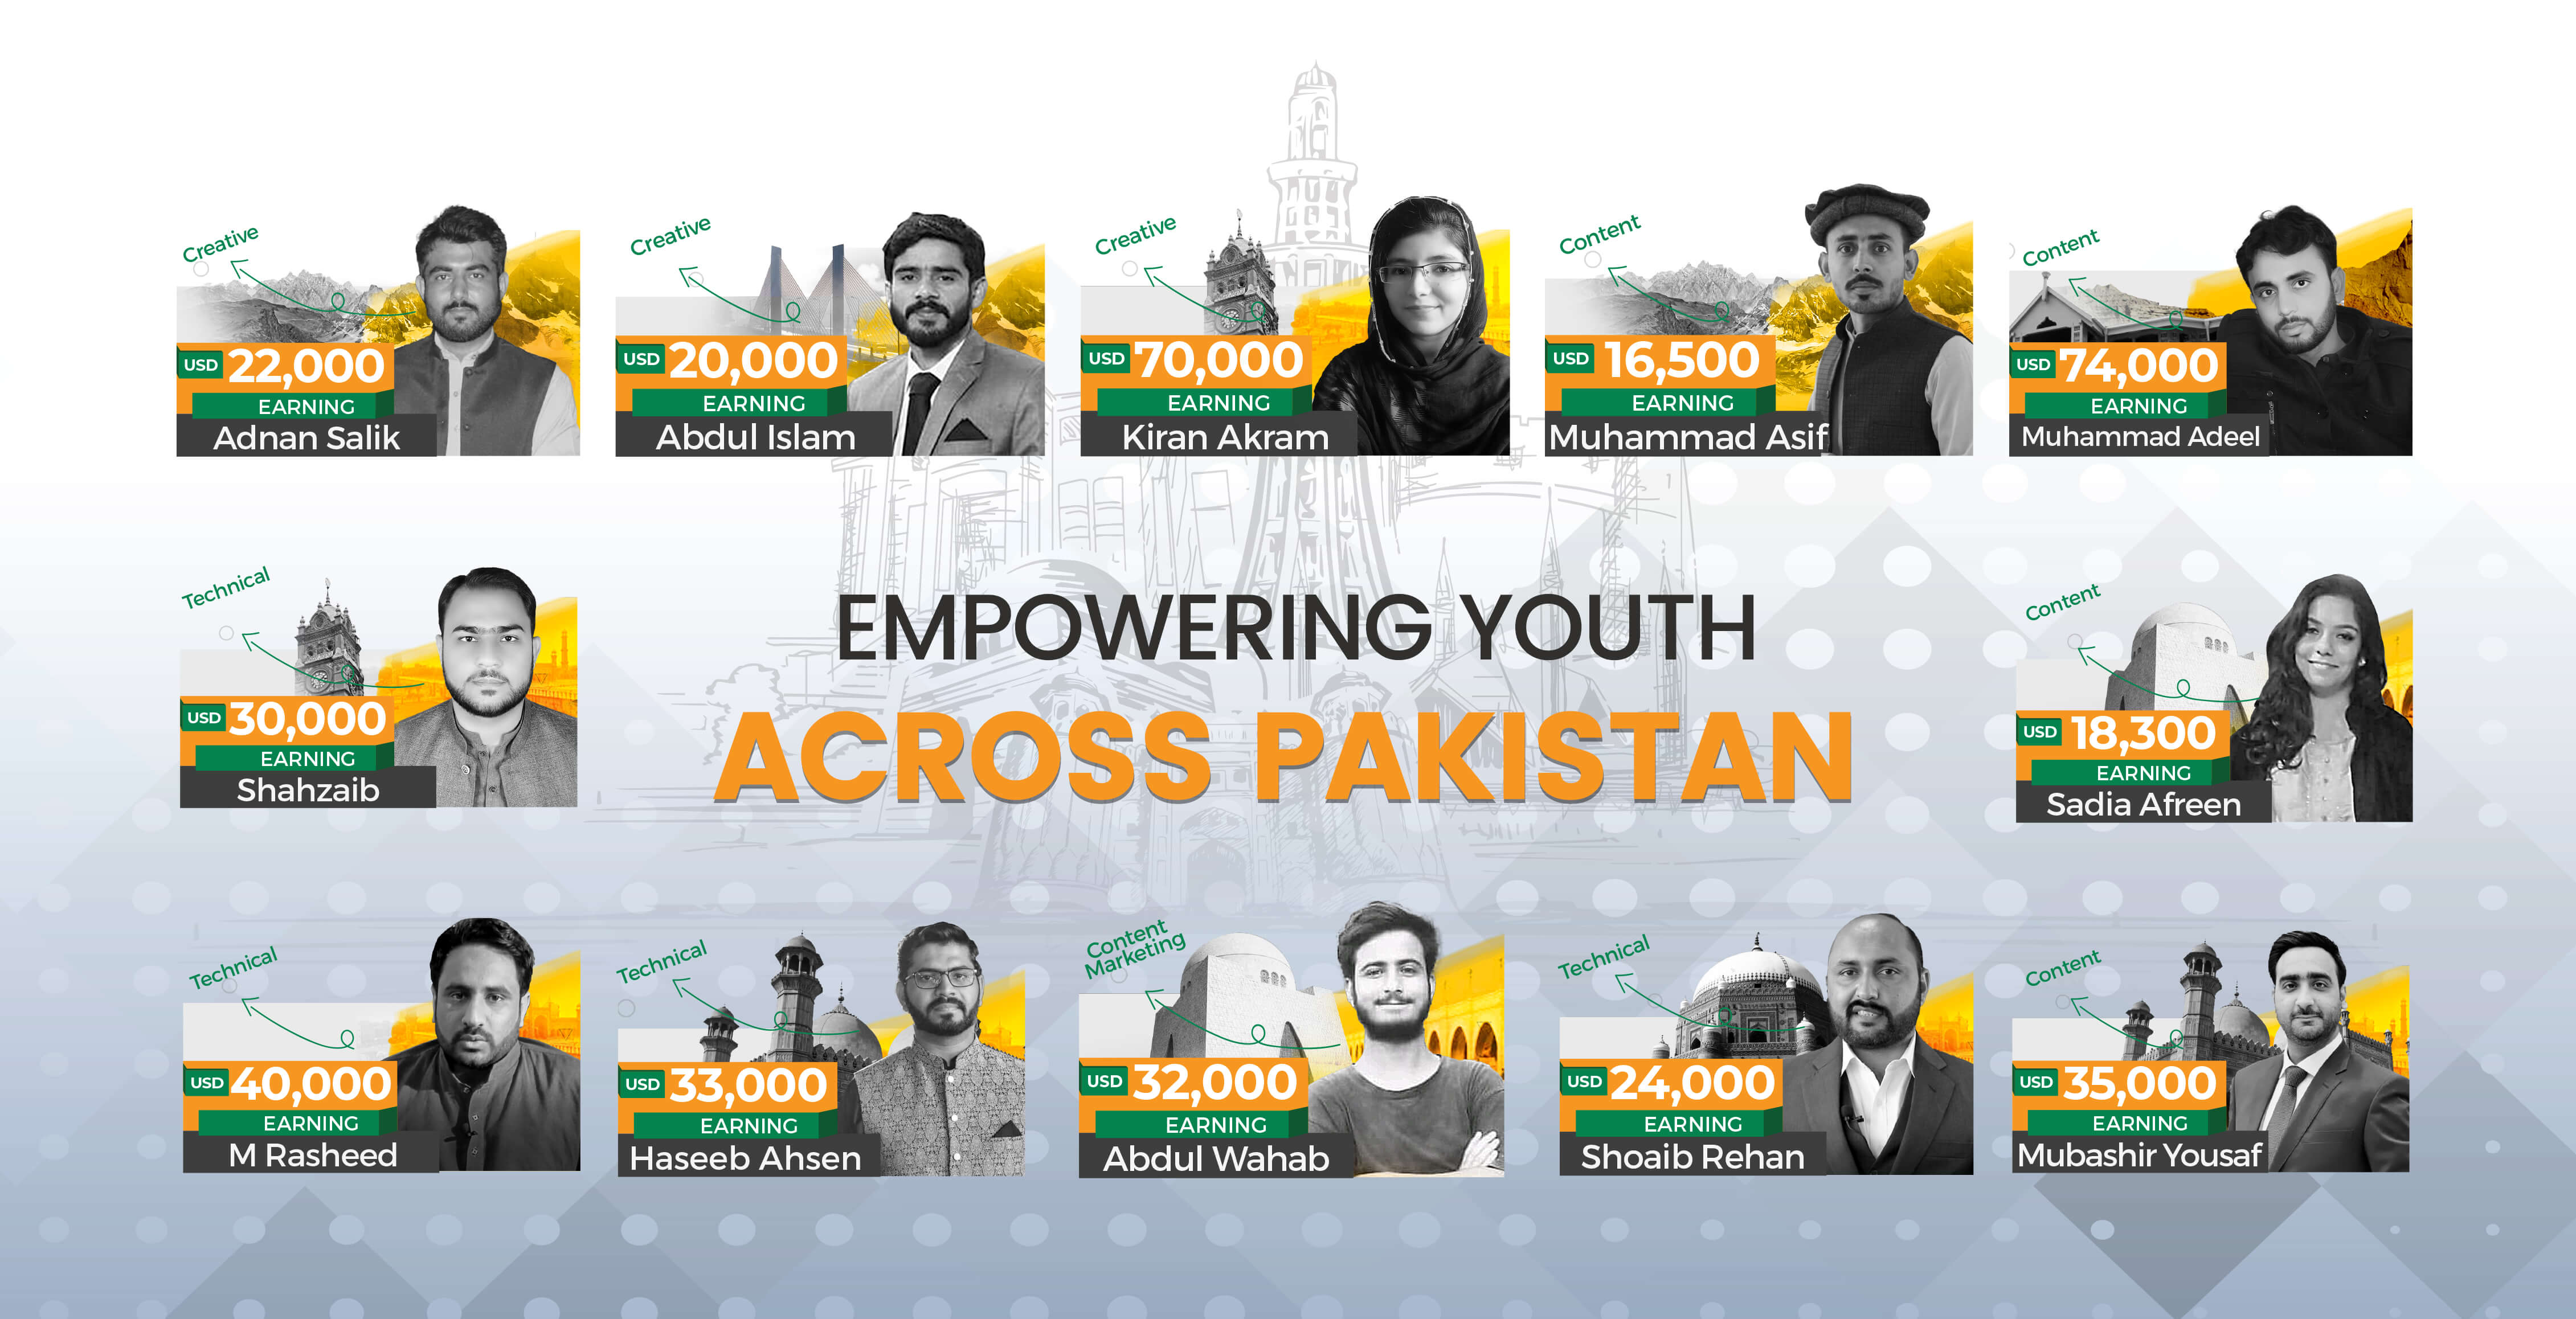 Creative
USD 22,000
EARNING
Adnan Salik
Creative
USD 20,000
EARNING
Abdul Islam
Creative
USD 70,000
EARNING
Kiran Akram
Content
USD 16,500
EARNING
Muhammad Asif
Content
USD 74,000
EARNING
Muhammad Adeel
Technical
USD 30,000
EARNING
Shahzaib
EMPOWERING YOUTH
ACROSS PAKISTAN
Content
USD 18,300
EARNING
Sadia Afreen
Technical
USD 40,000
EARNING
M Rasheed
Technical
USD 33,000
EARNING
Haseeb Ahsen
Content
Marketing
USD 32,000
EARNING
Abdul Wahab
Technical
USD 24,000
EARNING
Shoaib Rehan
Content
USD 35,000
EARNING
Mubashir Yousaf